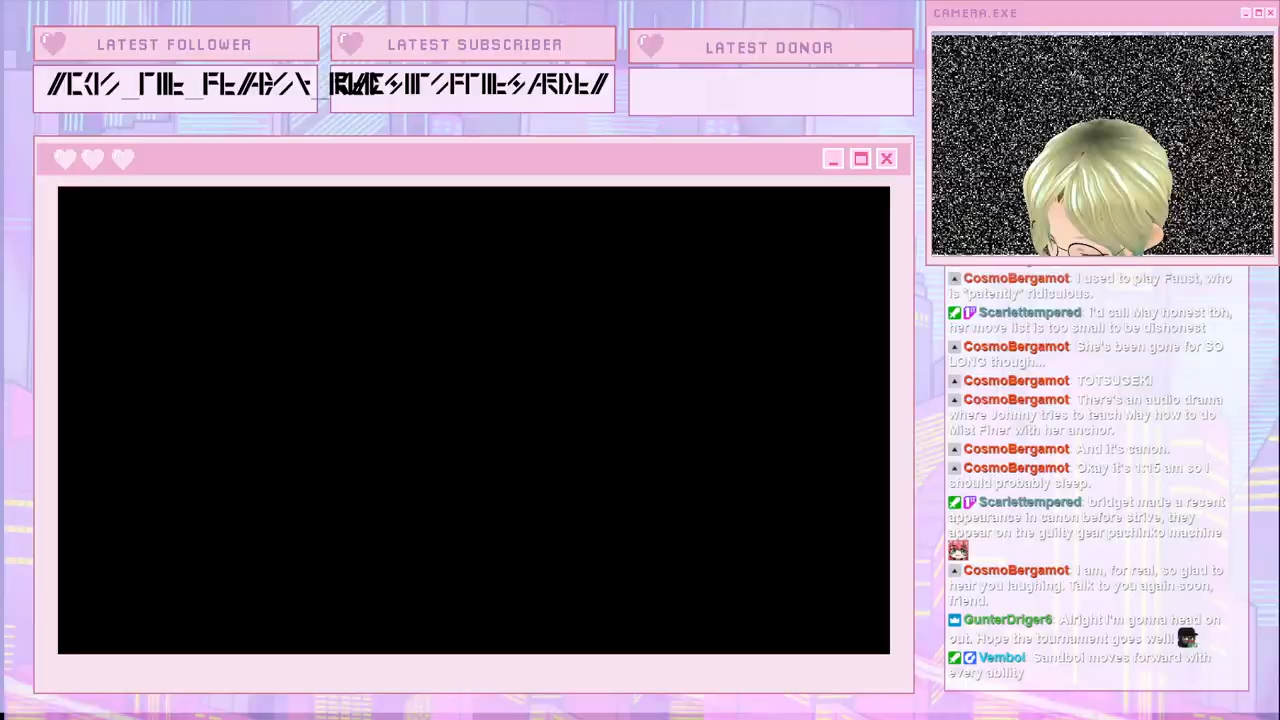 LATEST FOLLOWER
LATEST SUBSCRIBER
LATEST DONOR
CAMERA.EXE
CosmoBergamot: I used to play Faust, who
is *patently* ridiculous.
Scarlettempered: i'd call May honest tbh,
her move list is too small to be dishonest
CosmoBergamot: She's been gone for SO
LONG though...
CosmoBergamot: TOTSUGEKI
CosmoBergamot: There's an audio drama
where Johnny tries to teach May how to do
Mist Finer with her anchor.
CosmoBergamot: And it's canon.
CosmoBergamot: Okay it's 1:15 am so I
should probably sleep.
Scarlettempered: bridget made a recent
appearance in canon before strive, they
appear on the guilty gear pachinko machine
CosmoBergamot: I am, for real, so glad to
hear you laughing. Talk to you again soon,
friend.
GunterDriger6: Alright I'm gonna head on
out. Hope the tournament goes well!
Vemboi: Sandboi moves forward with
every ability